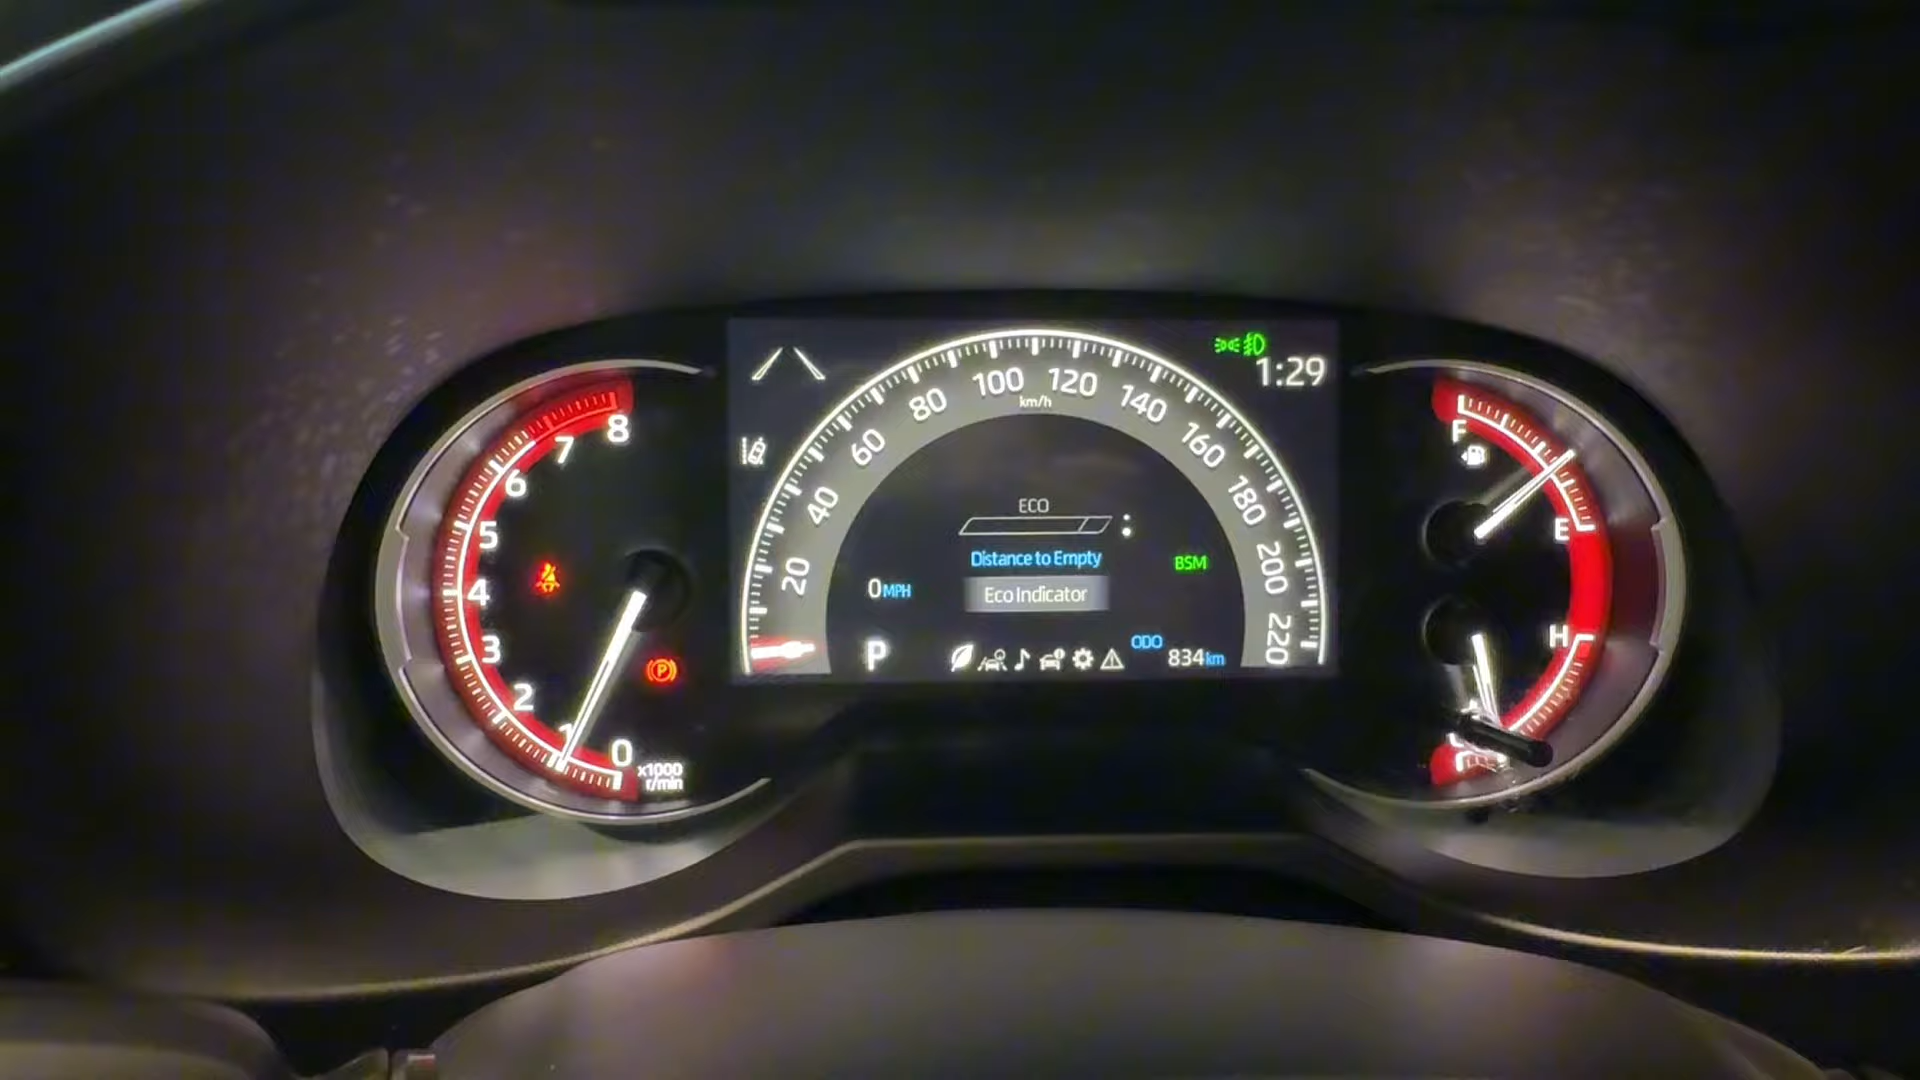 1:29
8
7
6
5
4
3
2
1
0
x1000
r/min
20
40
60
80
100
120
140
160
180
200
220
km/h
ECO
Distance to Empty
Eco Indicator
BSM
0 MPH
P
ODO
834 km
P
F
E
H